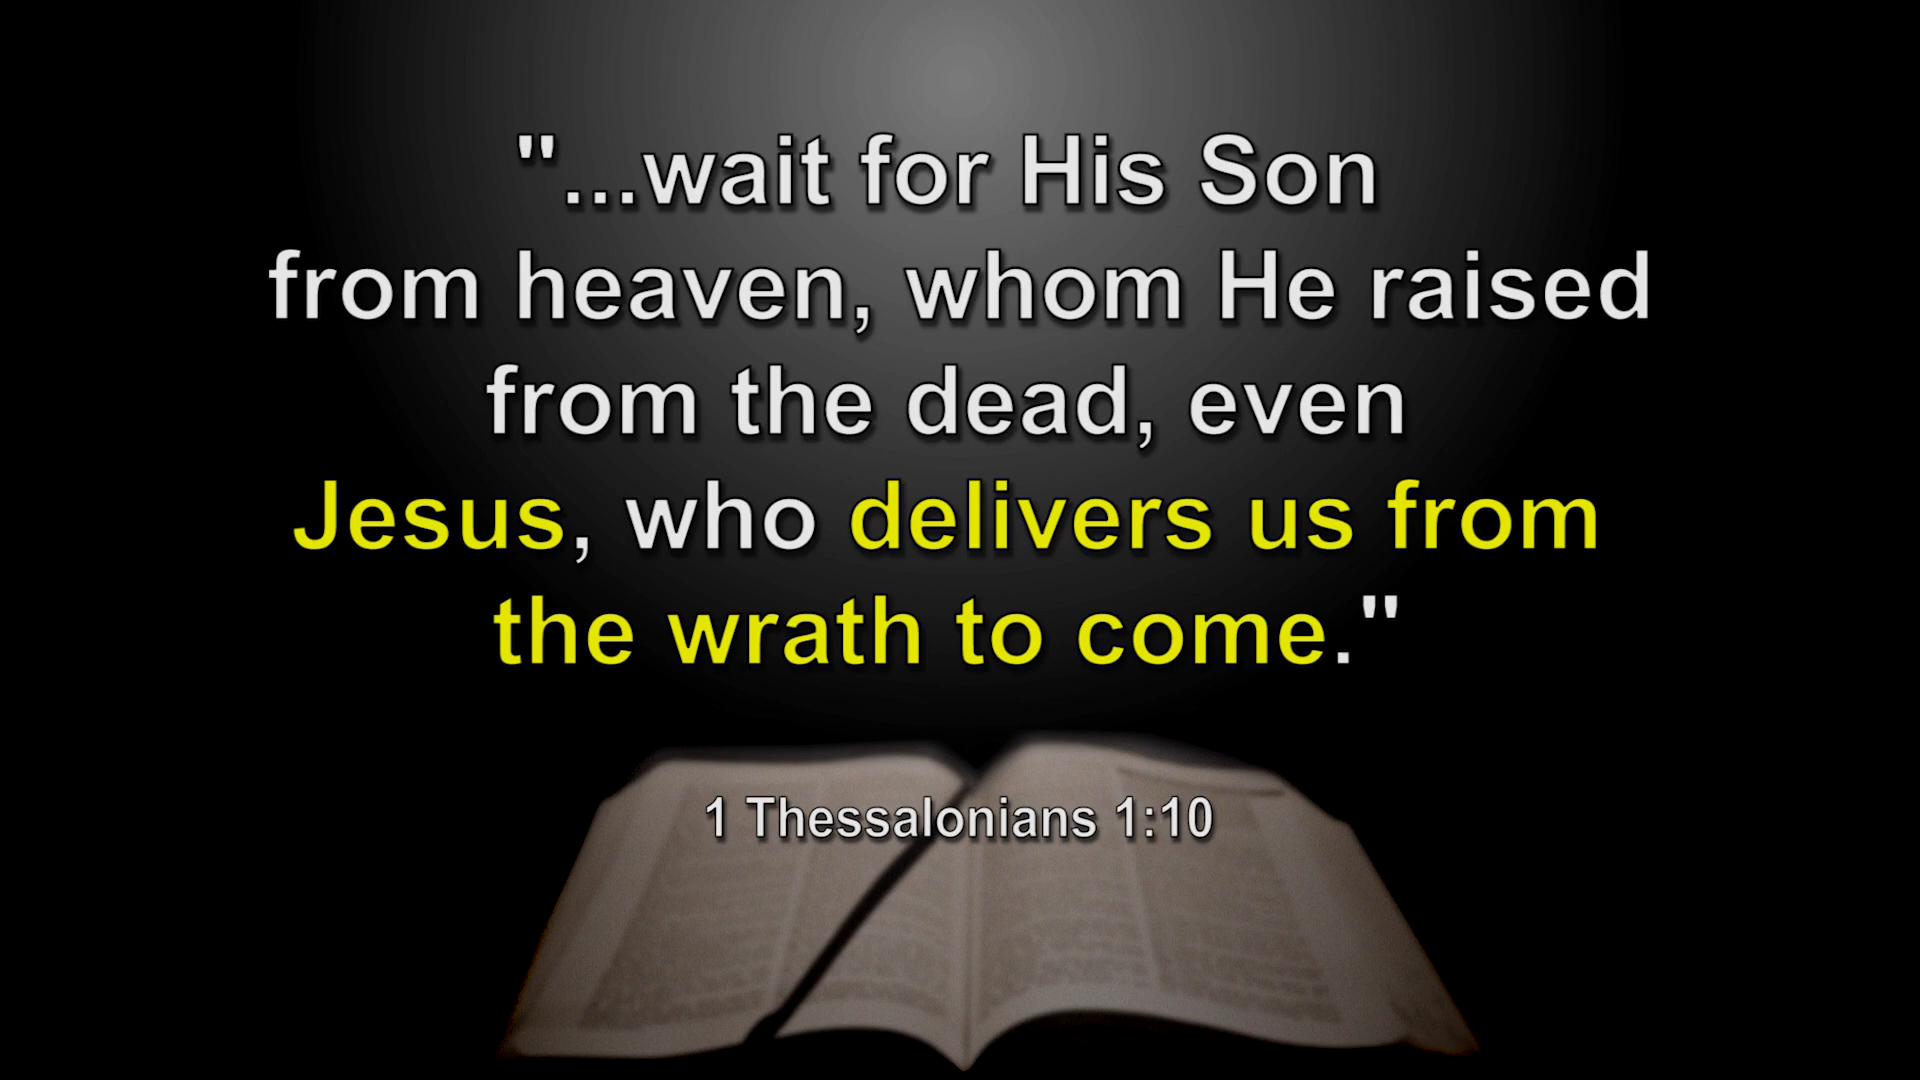 "...wait for His Son
from heaven, whom He raised
from the dead, even
Jesus, who delivers us from
the wrath to come."
1 Thessalonians 1:10